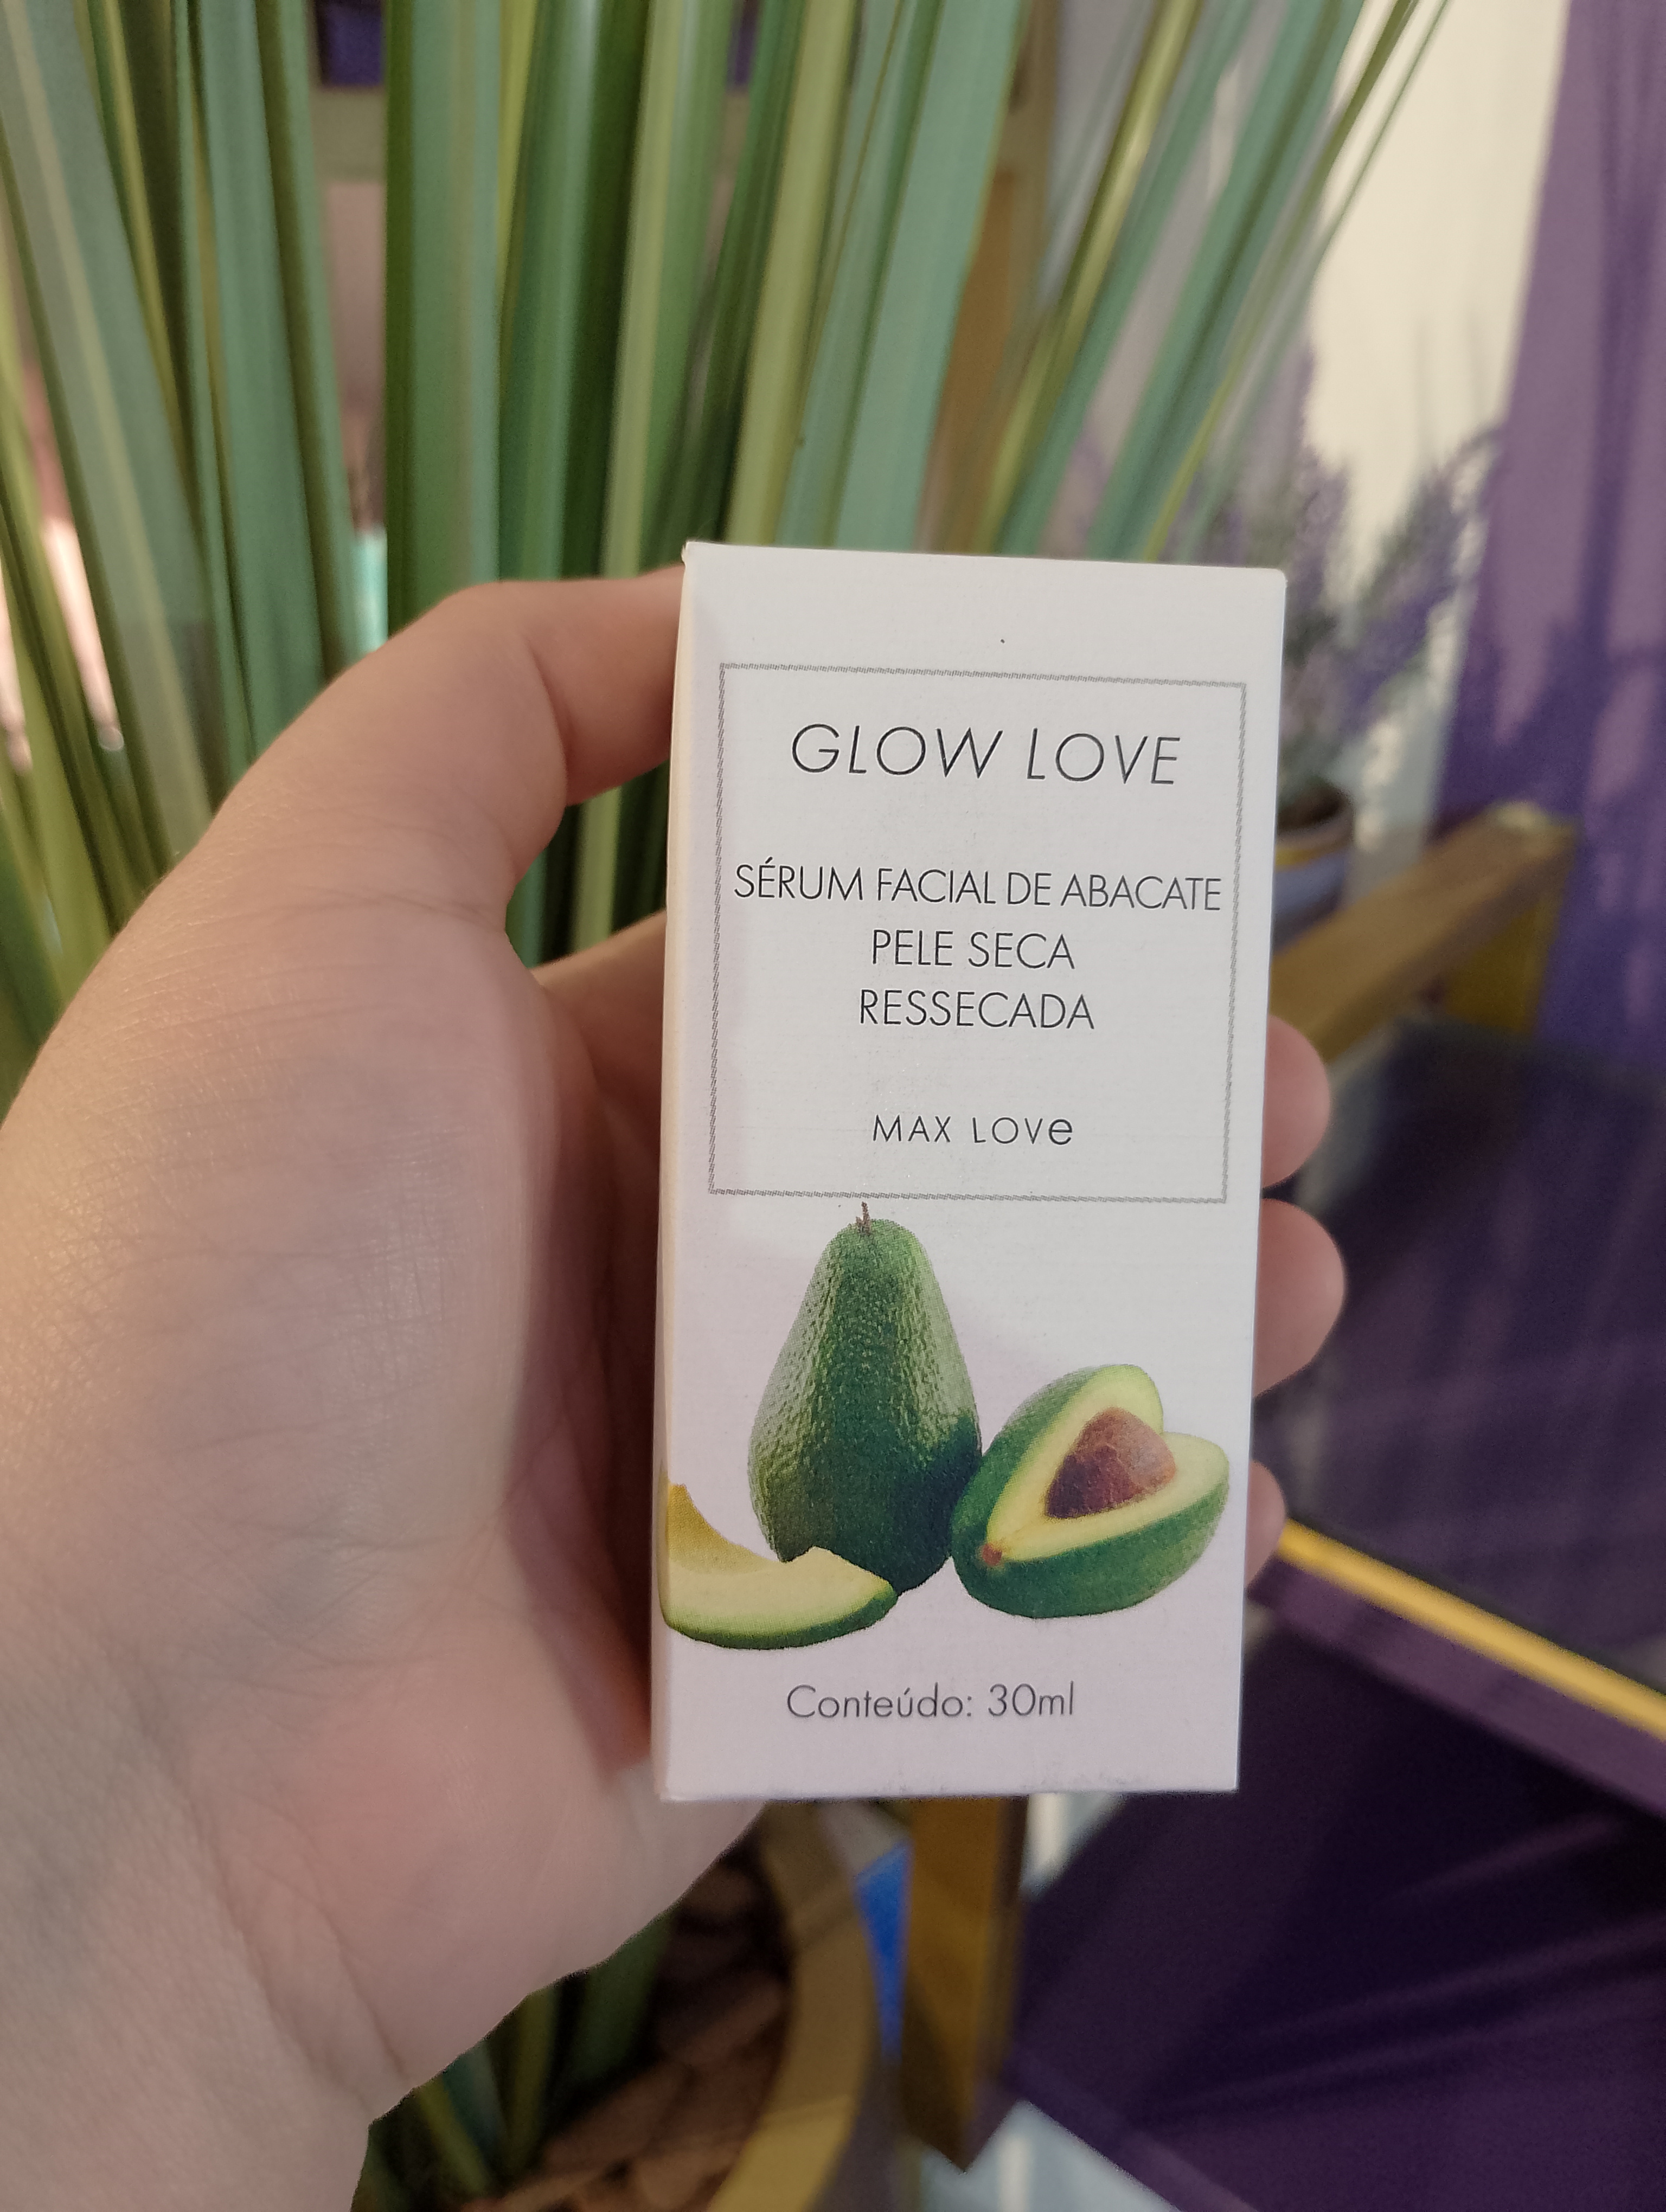 GLOW LOVE
SÉRUM FACIAL DE ABACATE
PELE SECA
RESSECADA
MAX LOVe
Conteúdo: 30ml